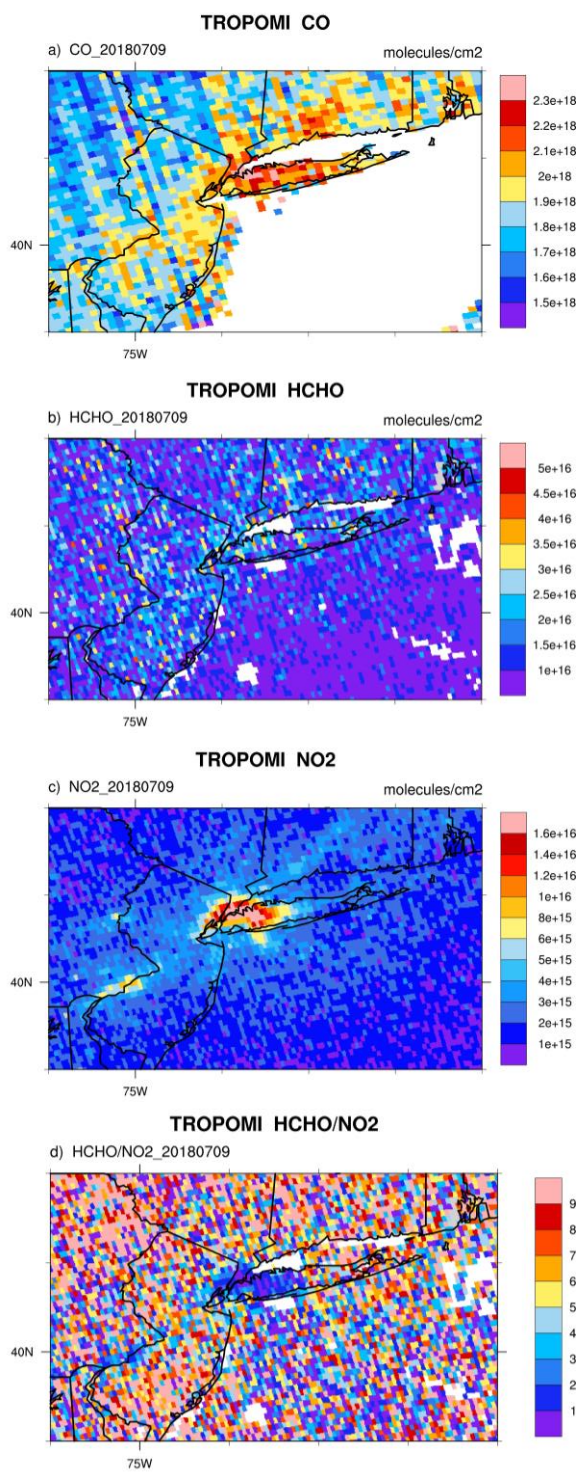 TROPOMI CO
a) CO_20180709 molecules/cm2
2.3e+18
2.2e+18
2.1e+18
2e+18
1.9e+18
1.8e+18
1.7e+18
1.6e+18
1.5e+18
40N
75W
TROPOMI HCHO
b) HCHO_20180709 molecules/cm2
5e+16
4.5e+16
4e+16
3.5e+16
3e+16
2.5e+16
2e+16
1.5e+16
1e+16
40N
75W
TROPOMI NO2
c) NO2_20180709 molecules/cm2
1.6e+16
1.4e+16
1.2e+16
1e+16
8e+15
6e+15
5e+15
4e+15
3e+15
2e+15
1e+15
40N
75W
TROPOMI HCHO/NO2
d) HCHO/NO2_20180709
9
8
7
6
5
4
3
2
1
40N
75W